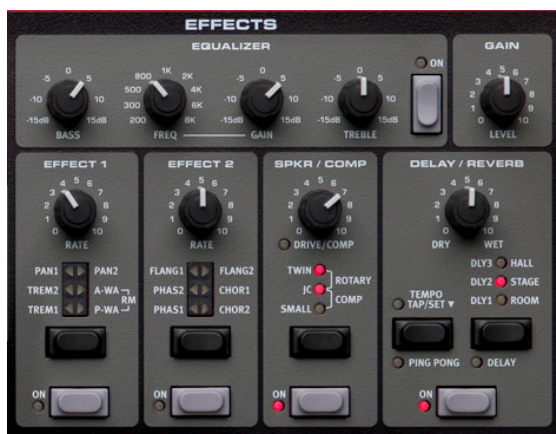 EFFECTS
EQUALIZER
GAIN
ON
-5 0 5
-10 10
-15dB 15dB
BASS
800 1K 2K
500 4K
300 6K
200 8K
FREQ
-5 0 5
-10 10
-15dB 15dB
GAIN
-5 0 5
-10 10
-15dB 15dB
TREBLE
0 1 2 3 4 5 6 7 8 9 10
LEVEL
EFFECT 1
0 1 2 3 4 5 6 7 8 9 10
RATE
PAN1 PAN2
TREM2 A-WA
RM
TREM1 P-WA
ON
EFFECT 2
0 1 2 3 4 5 6 7 8 9 10
RATE
FLANG1 FLANG2
PHAS2 CHOR1
PHAS1 CHOR2
ON
SPKR / COMP
0 1 2 3 4 5 6 7 8 9 10
DRIVE/COMP
TWIN
ROTARY
JC
COMP
SMALL
ON
DELAY / REVERB
0 1 2 3 4 5 6 7 8 9 10
DRY WET
DLY3 HALL
DLY2 STAGE
DLY1 ROOM
TEMPO
TAP/SET ▼
PING PONG
DELAY
ON